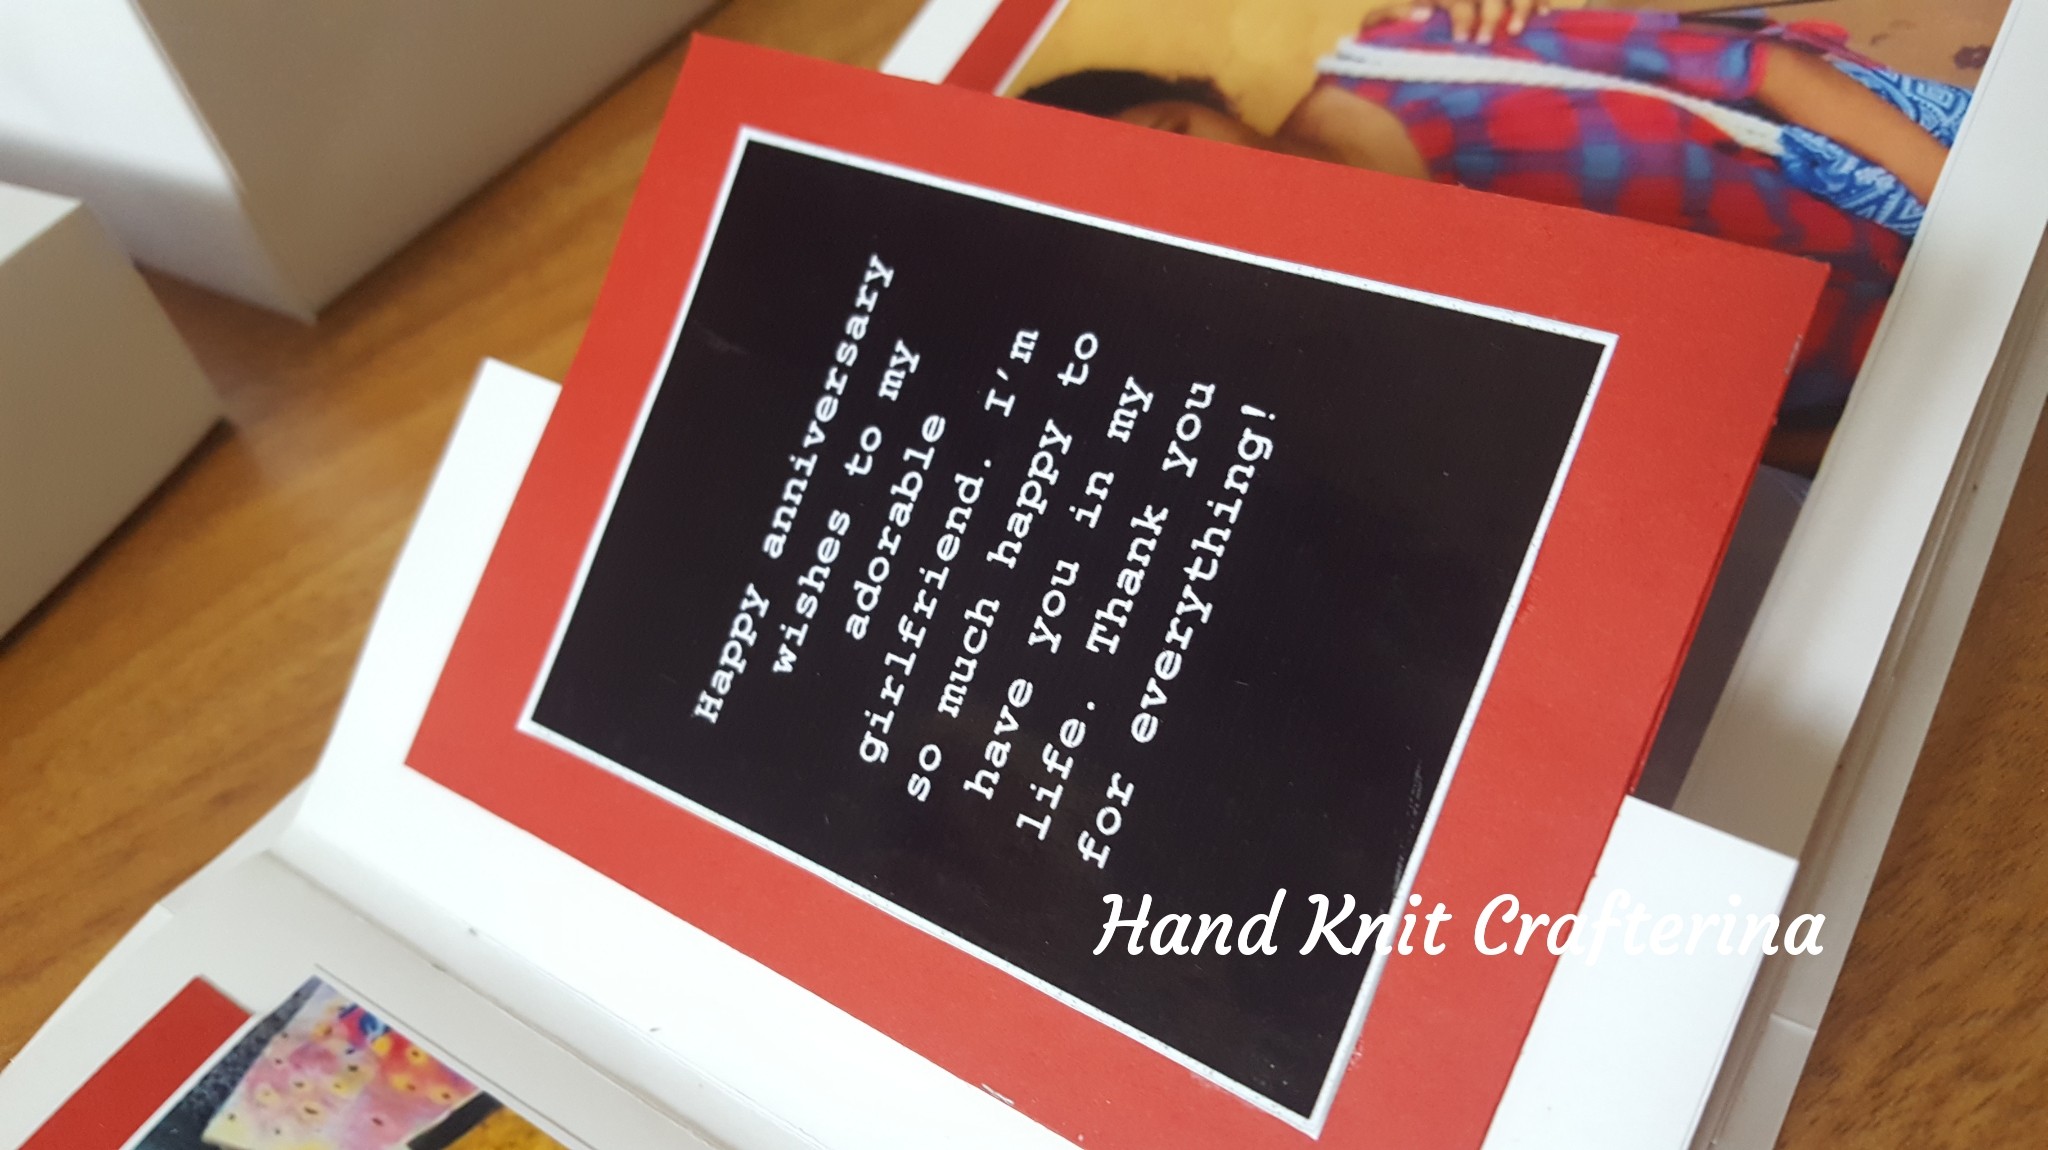 Happy anniversary
wishes to my
adorable
girlfriend. I'm
so much happy to
have you in my
life. Thank you
for everything!
Hand Knit Crafterina